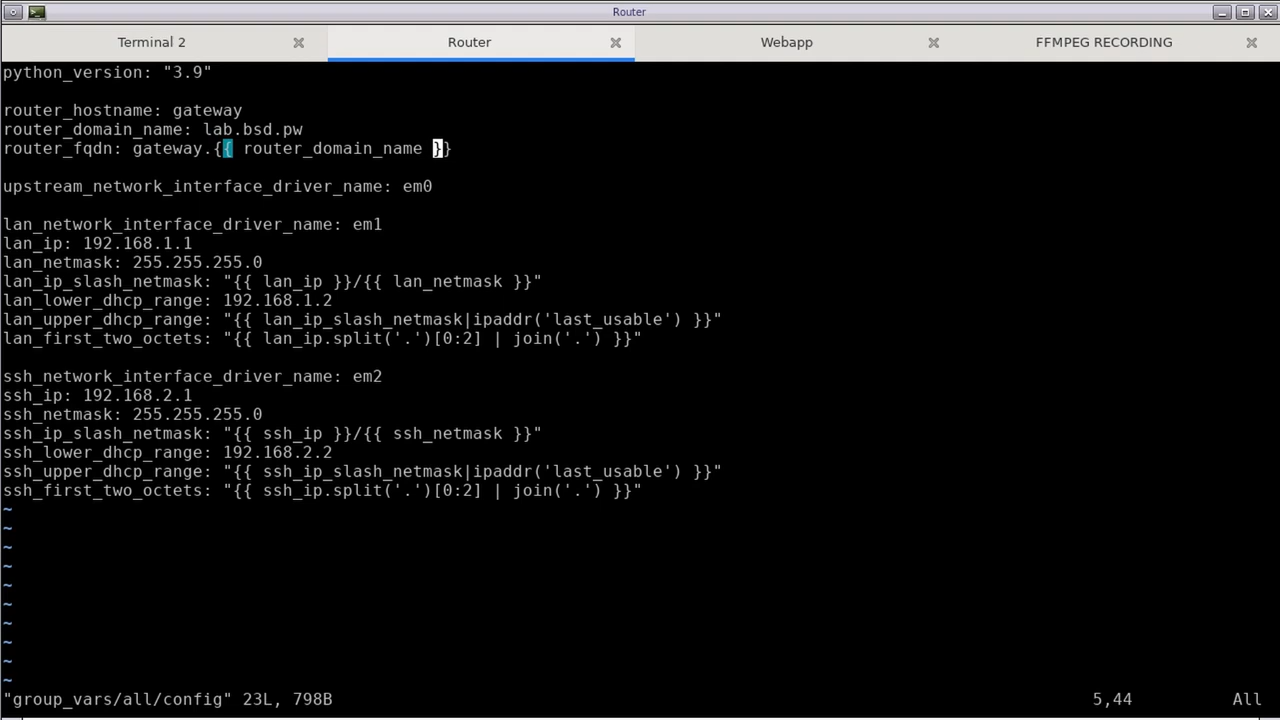 Router
Terminal 2
Router
Webapp
FFMPEG RECORDING
python_version: "3.9"
router_hostname: gateway
router_domain_name: lab.bsd.pw
router_fqdn: gateway.{{ router_domain_name }}
upstream_network_interface_driver_name: em0
lan_network_interface_driver_name: em1
lan_ip: 192.168.1.1
lan_netmask: 255.255.255.0
lan_ip_slash_netmask: "{{ lan_ip }}/{{ lan_netmask }}"
lan_lower_dhcp_range: 192.168.1.2
lan_upper_dhcp_range: "{{ lan_ip_slash_netmask|ipaddr('last_usable') }}"
lan_first_two_octets: "{{ lan_ip.split('.')[0:2] | join('.') }}"
ssh_network_interface_driver_name: em2
ssh_ip: 192.168.2.1
ssh_netmask: 255.255.255.0
ssh_ip_slash_netmask: "{{ ssh_ip }}/{{ ssh_netmask }}"
ssh_lower_dhcp_range: 192.168.2.2
ssh_upper_dhcp_range: "{{ ssh_ip_slash_netmask|ipaddr('last_usable') }}"
ssh_first_two_octets: "{{ ssh_ip.split('.')[0:2] | join('.') }}"
~
~
~
~
~
~
~
~
~
~
"group_vars/all/config" 23L, 798B 5,44 All